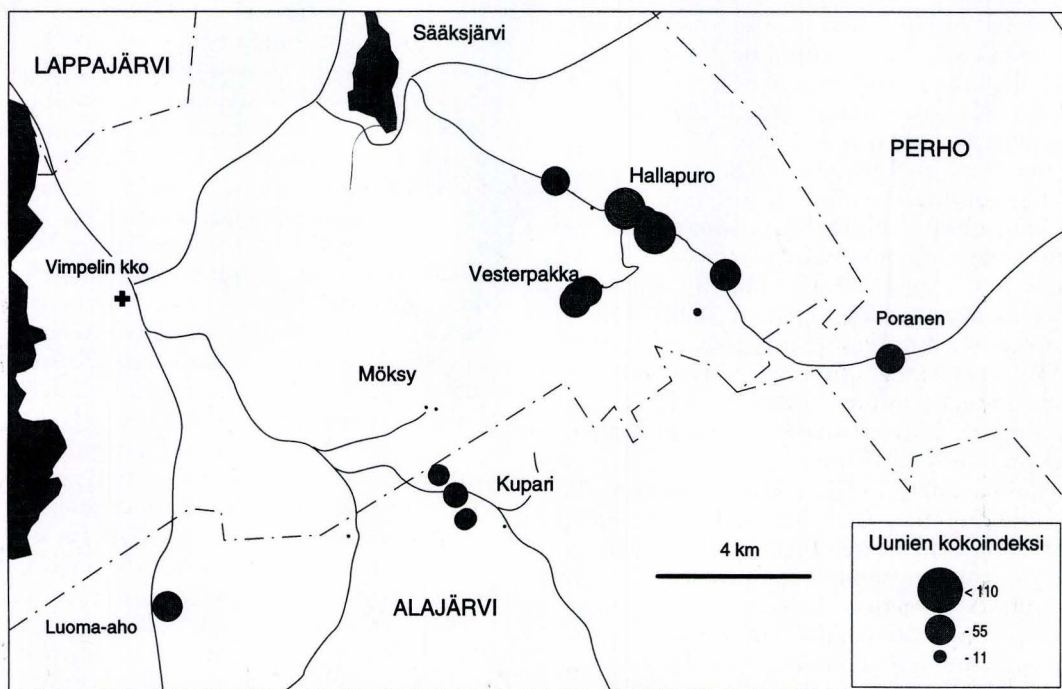 Sääksjärvi
LAPPAJÄRVI
PERHO
Hallapuro
Vimpelin kko
Vesterpakka
Poranen
Möksy
Kupari
4 km
Uunien kokoindeksi
< 110
- 55
- 11
Luoma-aho
ALAJÄRVI